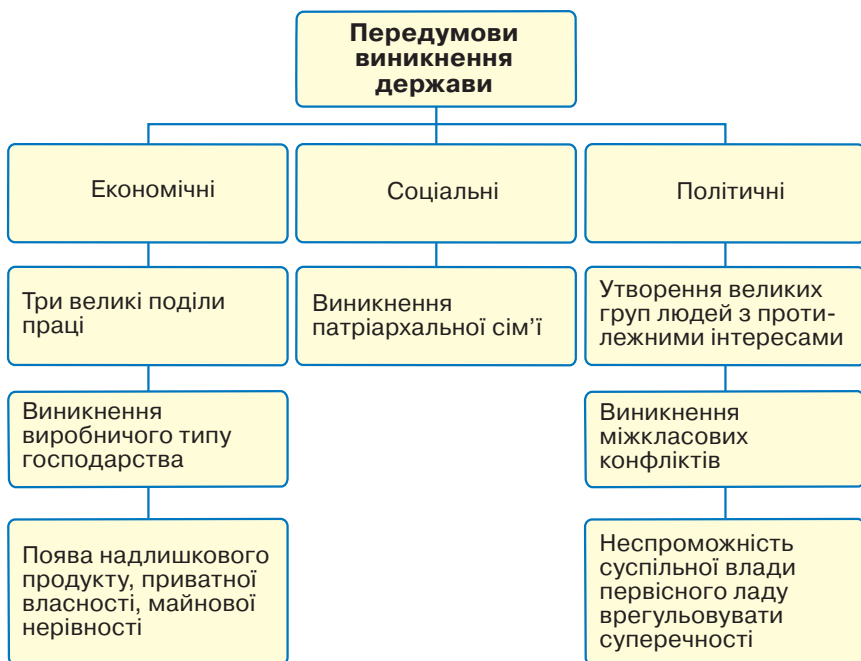 Передумови
виникнення
держави
Економічні
Соціальні
Політичні
Три великі поділи
праці
Виникнення
патріархальної сім’ї
Утворення великих
груп людей з проти-
лежними інтересами
Виникнення
виробничого типу
господарства
Виникнення
міжкласових
конфліктів
Поява надлишкового
продукту, приватної
власності, майнової
нерівності
Неспроможність
суспільної влади
первісного ладу
врегульовувати
суперечності